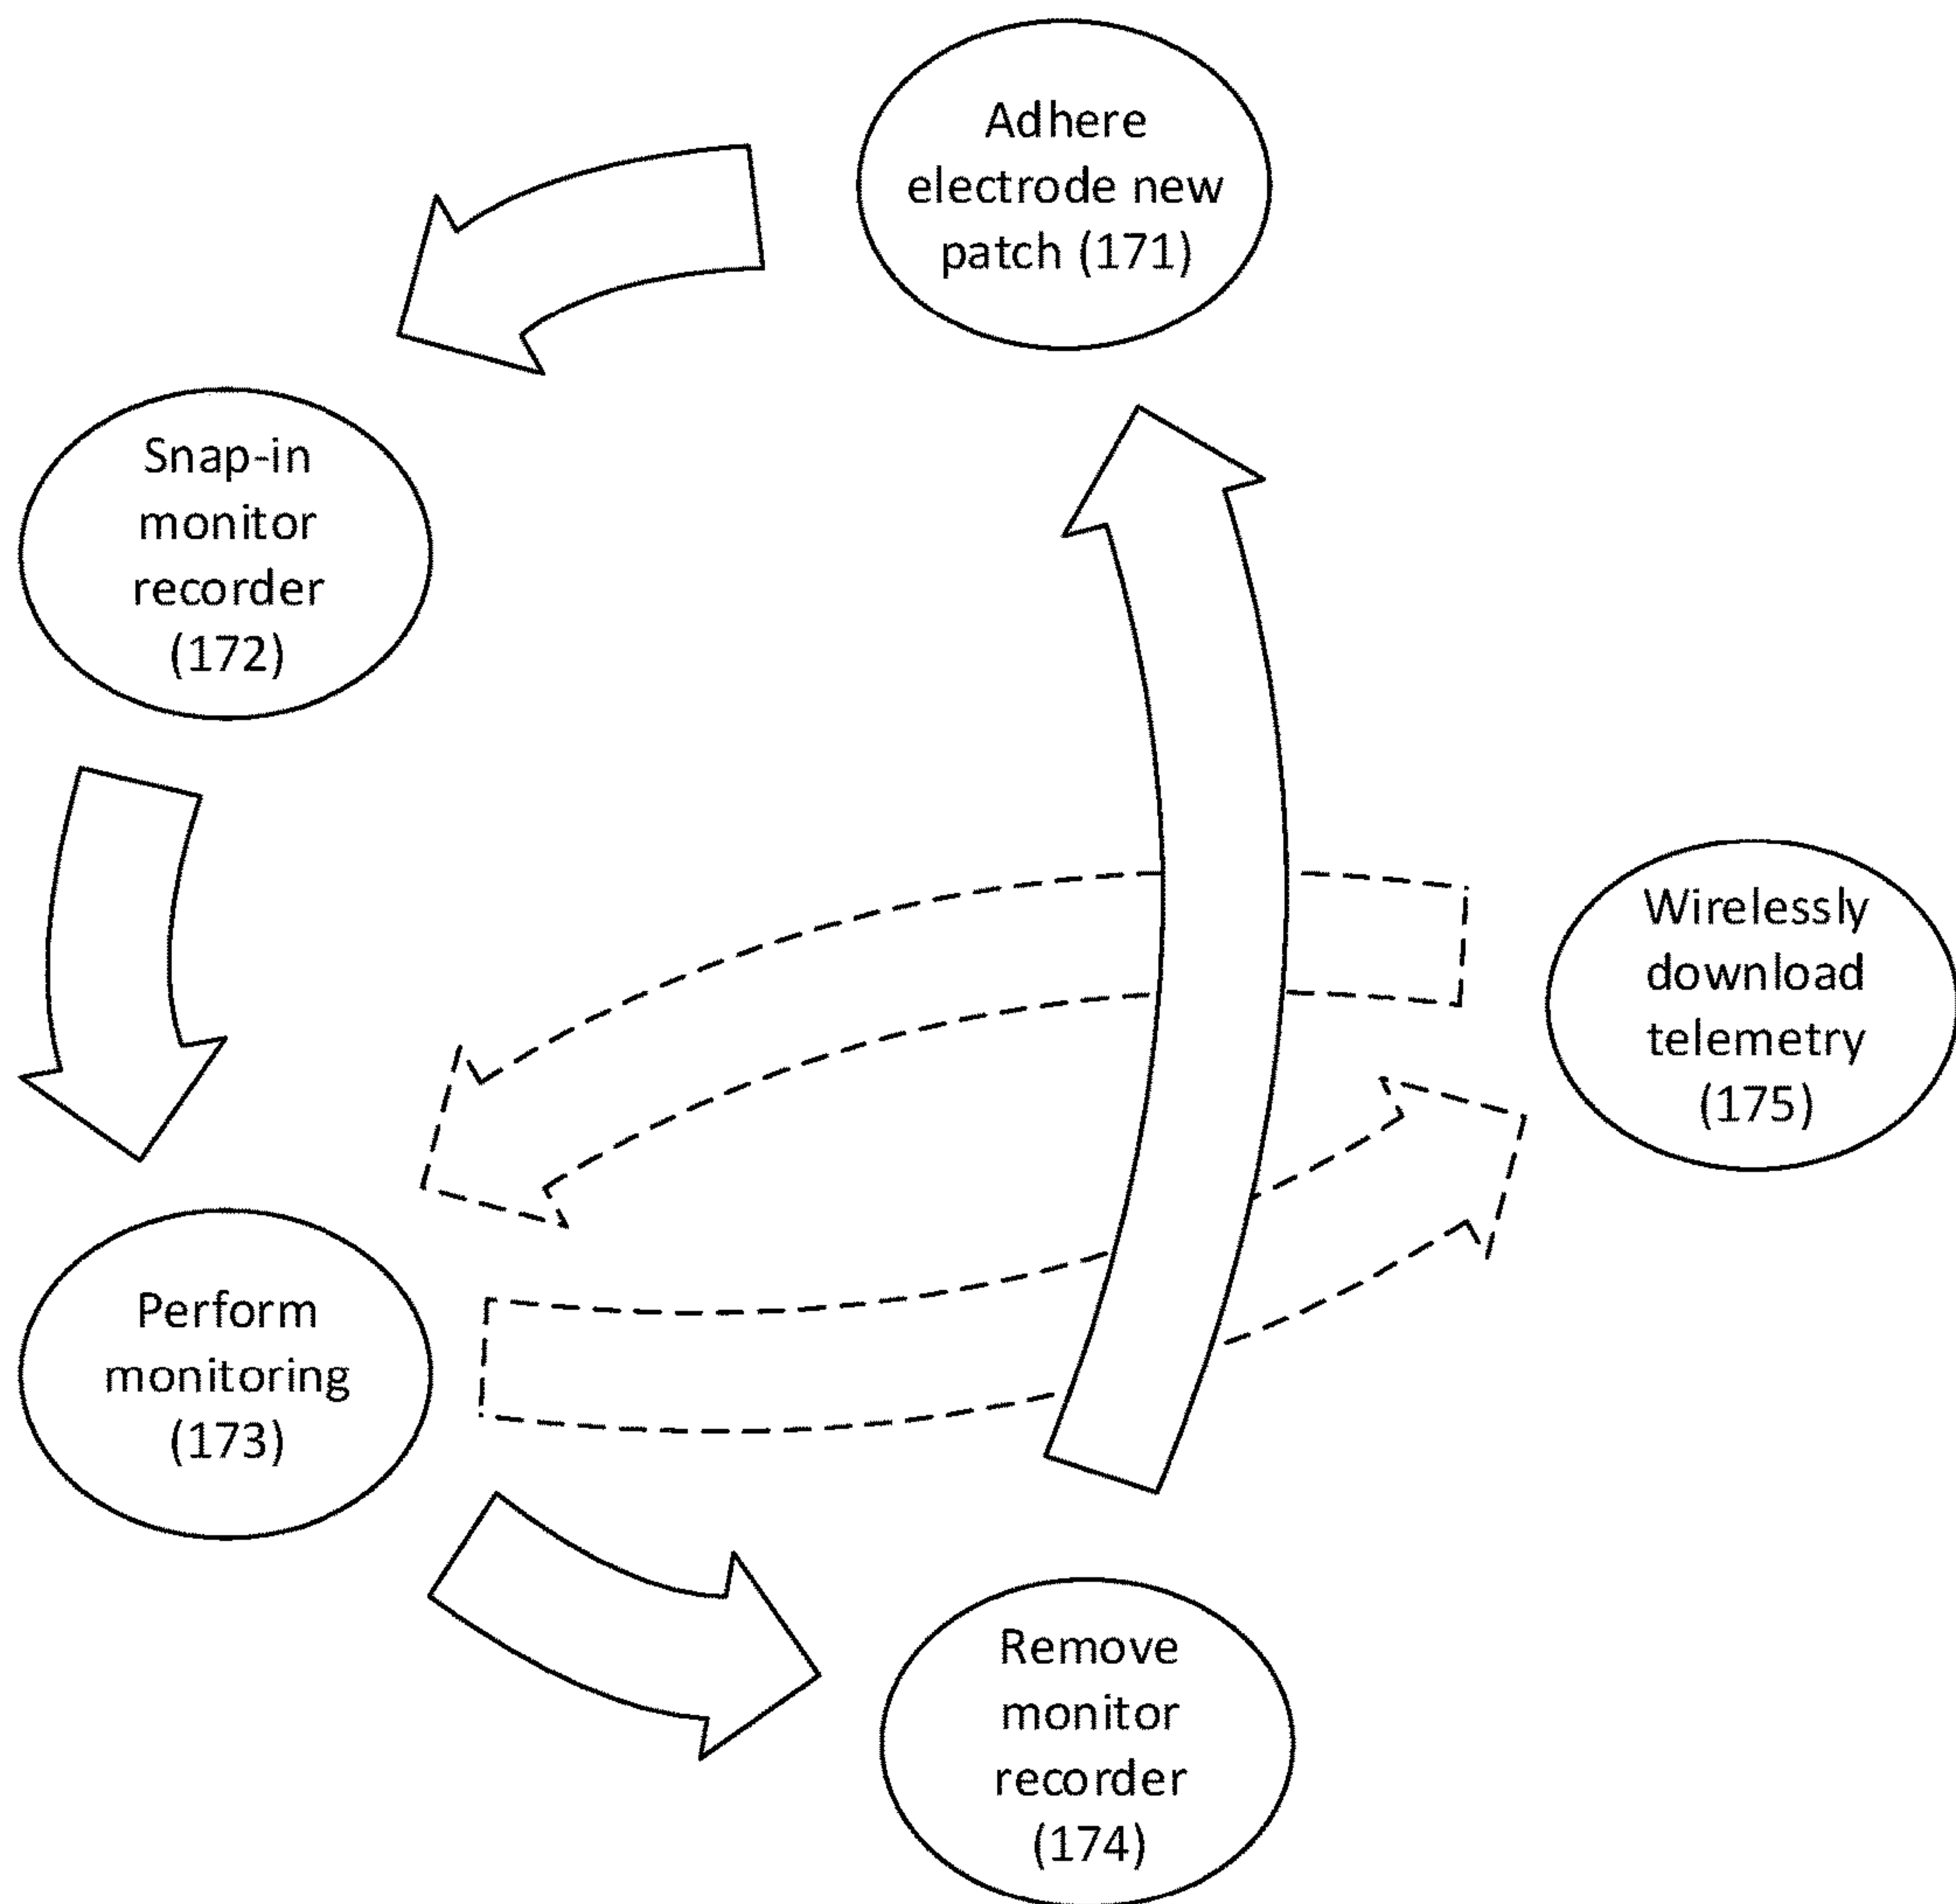 Adhere
electrode new
patch (171)
Snap-in
monitor
recorder
(172)
Wirelessly
download
telemetry
(175)
Perform
monitoring
(173)
Remove
monitor
recorder
(174)